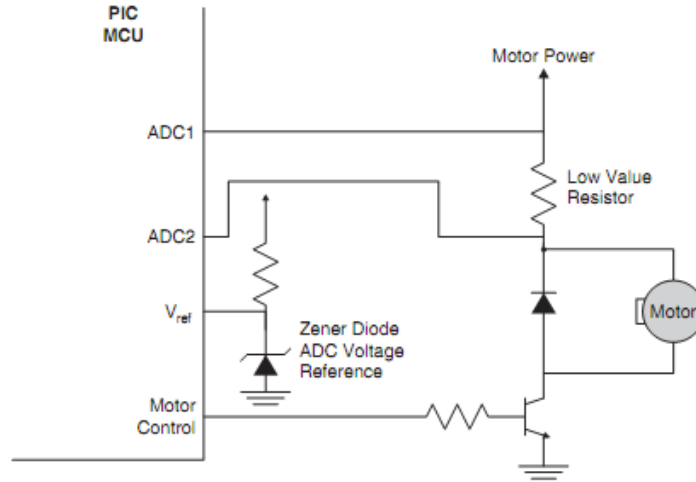 PIC
MCU
Motor Power
ADC1
Low Value
Resistor
ADC2
Vref
Zener Diode
ADC Voltage
Reference
Motor
Motor
Control